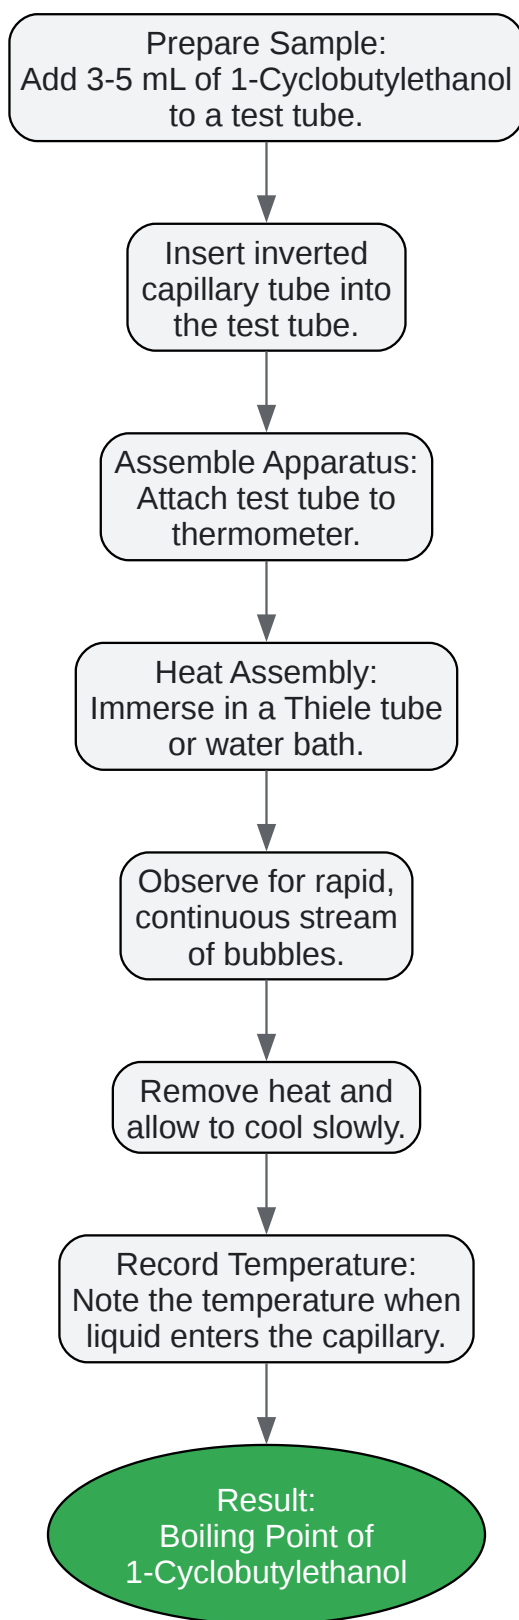 Prepare Sample:
Add 3-5 mL of 1-Cyclobutylethanol
to a test tube.
Insert inverted
capillary tube into
the test tube.
Assemble Apparatus:
Attach test tube to
thermometer.
Heat Assembly:
Immerse in a Thiele tube
or water bath.
Observe for rapid,
continuous stream
of bubbles.
Remove heat and
allow to cool slowly.
Record Temperature:
Note the temperature when
liquid enters the capillary.
Result:
Boiling Point of
1-Cyclobutylethanol